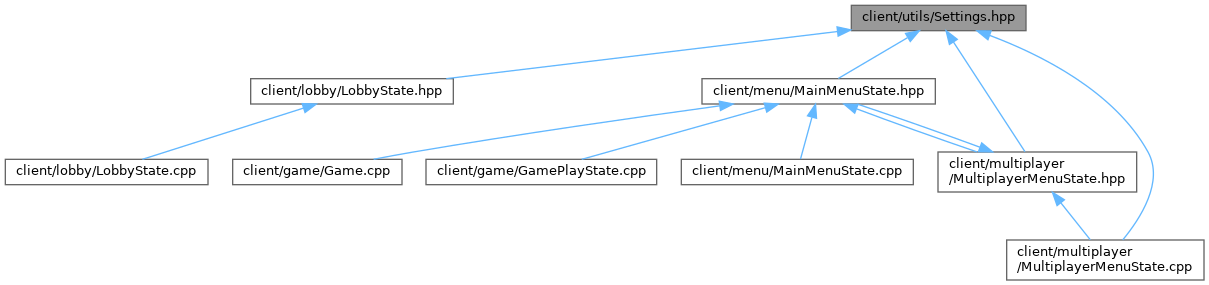 client/utils/Settings.hpp
client/lobby/LobbyState.hpp
client/menu/MainMenuState.hpp
client/lobby/LobbyState.cpp
client/game/Game.cpp
client/game/GamePlayState.cpp
client/menu/MainMenuState.cpp
client/multiplayer
/MultiplayerMenuState.hpp
client/multiplayer
/MultiplayerMenuState.cpp